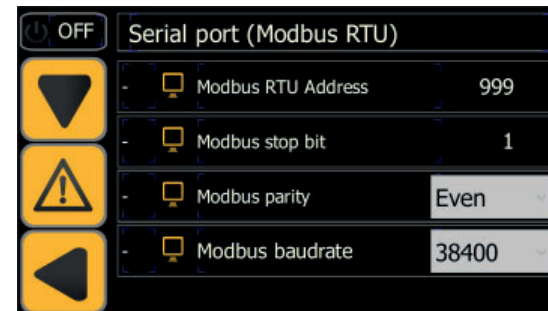 OFF
Serial port (Modbus RTU)
- Modbus RTU Address 999
- Modbus stop bit 1
- Modbus parity Even
- Modbus baudrate 38400